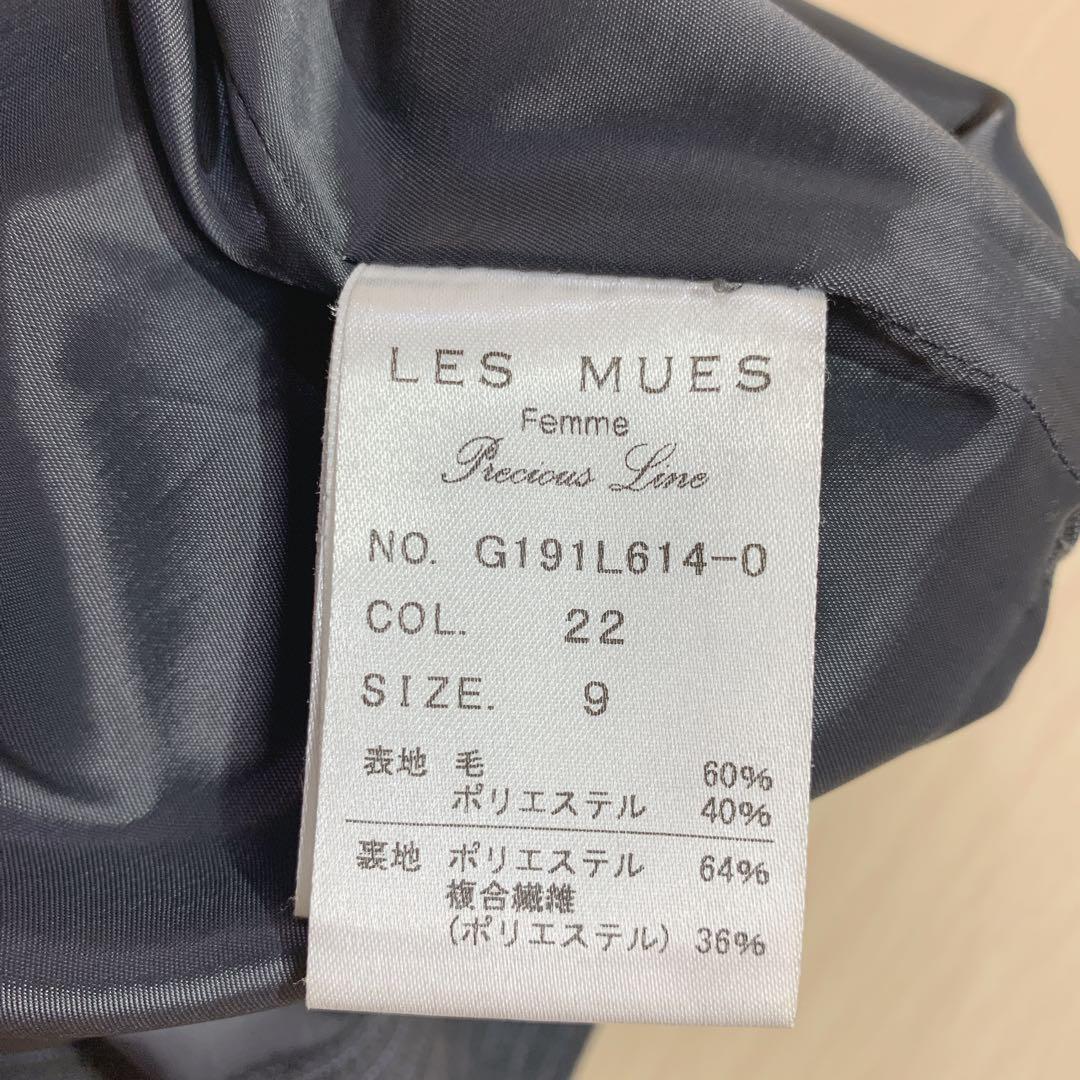 LES MUES
Femme
Precious Line
NO. G191L614-0
COL. 22
SIZE. 9
表地 毛 60%
ポリエステル 40%
裏地 ポリエステル 64%
複合繊維
(ポリエステル) 36%